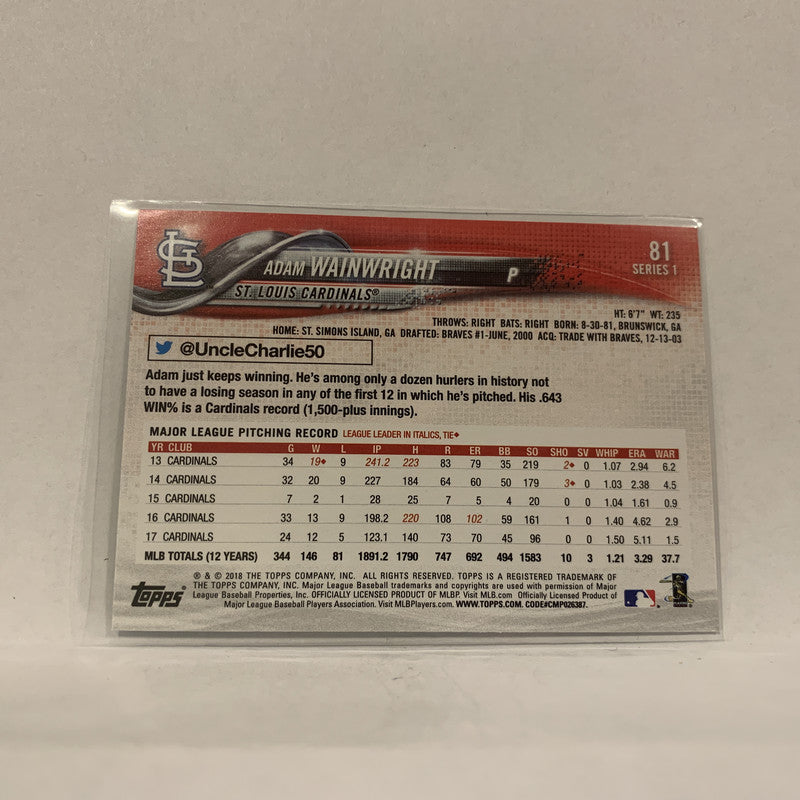 STL
ADAM WAINWRIGHT P
ST. LOUIS CARDINALS®
81
SERIES 1
HT: 6'7" WT: 235
THROWS: RIGHT BATS: RIGHT BORN: 8-30-81, BRUNSWICK, GA
HOME: ST. SIMONS ISLAND, GA DRAFTED: BRAVES #1-JUNE, 2000 ACQ: TRADE WITH BRAVES, 12-13-03
@UncleCharlie50
Adam just keeps winning. He's among only a dozen hurlers in history not
to have a losing season in any of the first 12 in which he's pitched. His .643
WIN% is a Cardinals record (1,500-plus innings).
MAJOR LEAGUE PITCHING RECORD LEAGUE LEADER IN ITALICS, TIE◆
YR CLUB G W L IP H R ER BB SO SHO SV WHIP ERA WAR
13 CARDINALS 34 19◆ 9 241.2 223 83 79 35 219 2◆ 0 1.07 2.94 6.2
14 CARDINALS 32 20 9 227 184 64 60 50 179 3◆ 0 1.03 2.38 4.5
15 CARDINALS 7 2 1 28 25 7 5 4 20 0 0 1.04 1.61 0.9
16 CARDINALS 33 13 9 198.2 220 108 102 59 161 1 0 1.40 4.62 2.9
17 CARDINALS 24 12 5 123.1 140 73 70 45 96 0 0 1.50 5.11 1.5
MLB TOTALS (12 YEARS) 344 146 81 1891.2 1790 747 692 494 1583 10 3 1.21 3.29 37.7
® & © 2018 THE TOPPS COMPANY, INC. ALL RIGHTS RESERVED. TOPPS IS A REGISTERED TRADEMARK OF
THE TOPPS COMPANY, INC. Major League Baseball trademarks and copyrights are used with permission of Major
League Baseball Properties, Inc. OFFICIALLY LICENSED PRODUCT OF MLBP. Visit MLB.com Officially Licensed Product of
Major League Baseball Players Association. Visit MLBPlayers.com. WWW.TOPPS.COM. CODE#CMP026387.
Topps